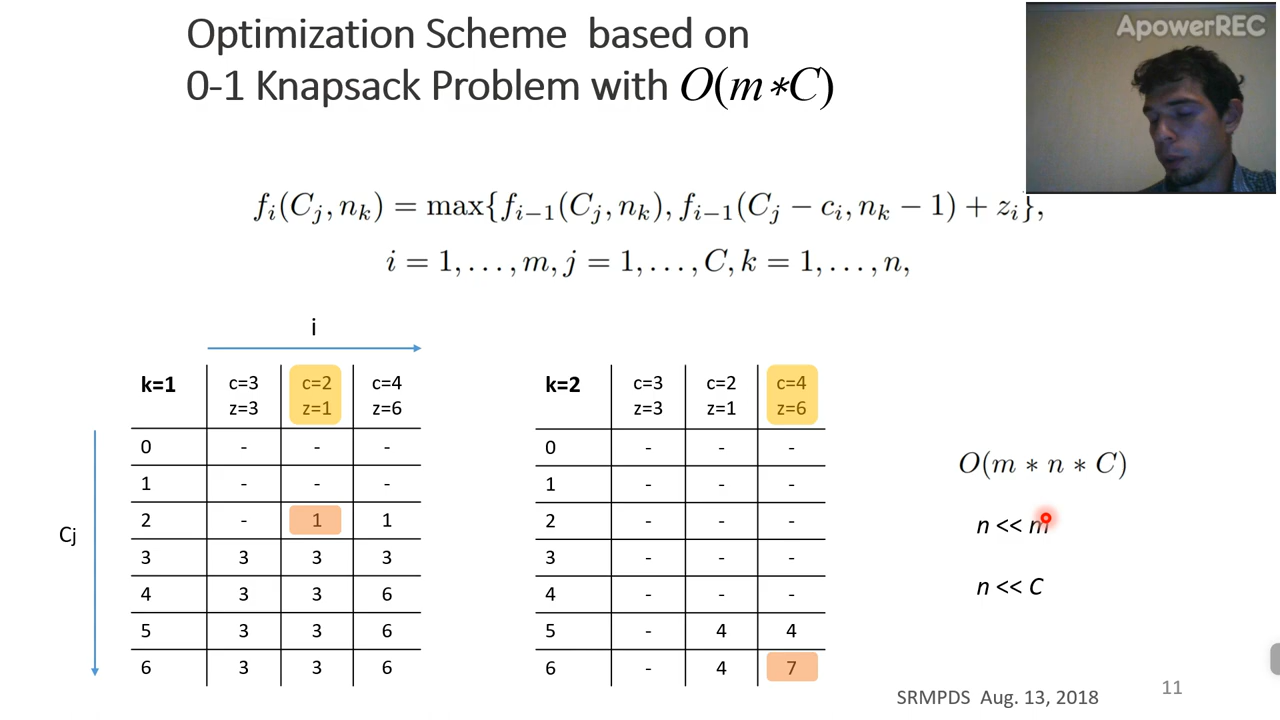 Optimization Scheme based on
0-1 Knapsack Problem with O(m*C)
ApowerREC
f_i(C_j, n_k) = max{f_{i−1}(C_j, n_k), f_{i−1}(C_j − c_i, n_k − 1) + z_i},
i = 1, . . . , m, j = 1, . . . , C, k = 1, . . . , n,
i
k=1 c=3 z=3 c=2 z=1 c=4 z=6
0 - - -
1 - - -
2 - 1 1
3 3 3 3
4 3 3 6
5 3 3 6
6 3 3 6
Cj
k=2 c=3 z=3 c=2 z=1 c=4 z=6
0 - - -
1 - - -
2 - - -
3 - - -
4 - - -
5 - 4 4
6 - 4 7
O(m * n * C)
n << m
n << C
SRMPDS Aug. 13, 2018
11